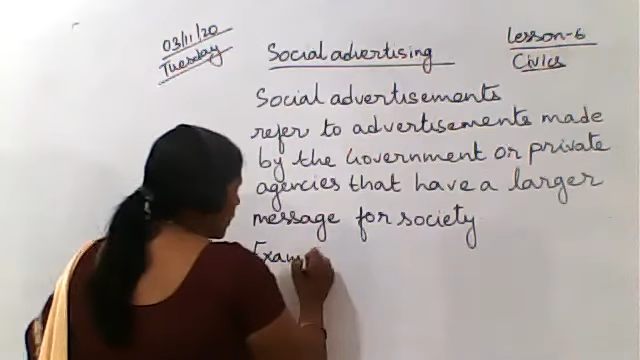 03/11/20
Tuesday
Social advertising
Lesson-6
Civics
Social advertisements
refer to advertisements made
by the Government or private
agencies that have a larger
message for society
Exam